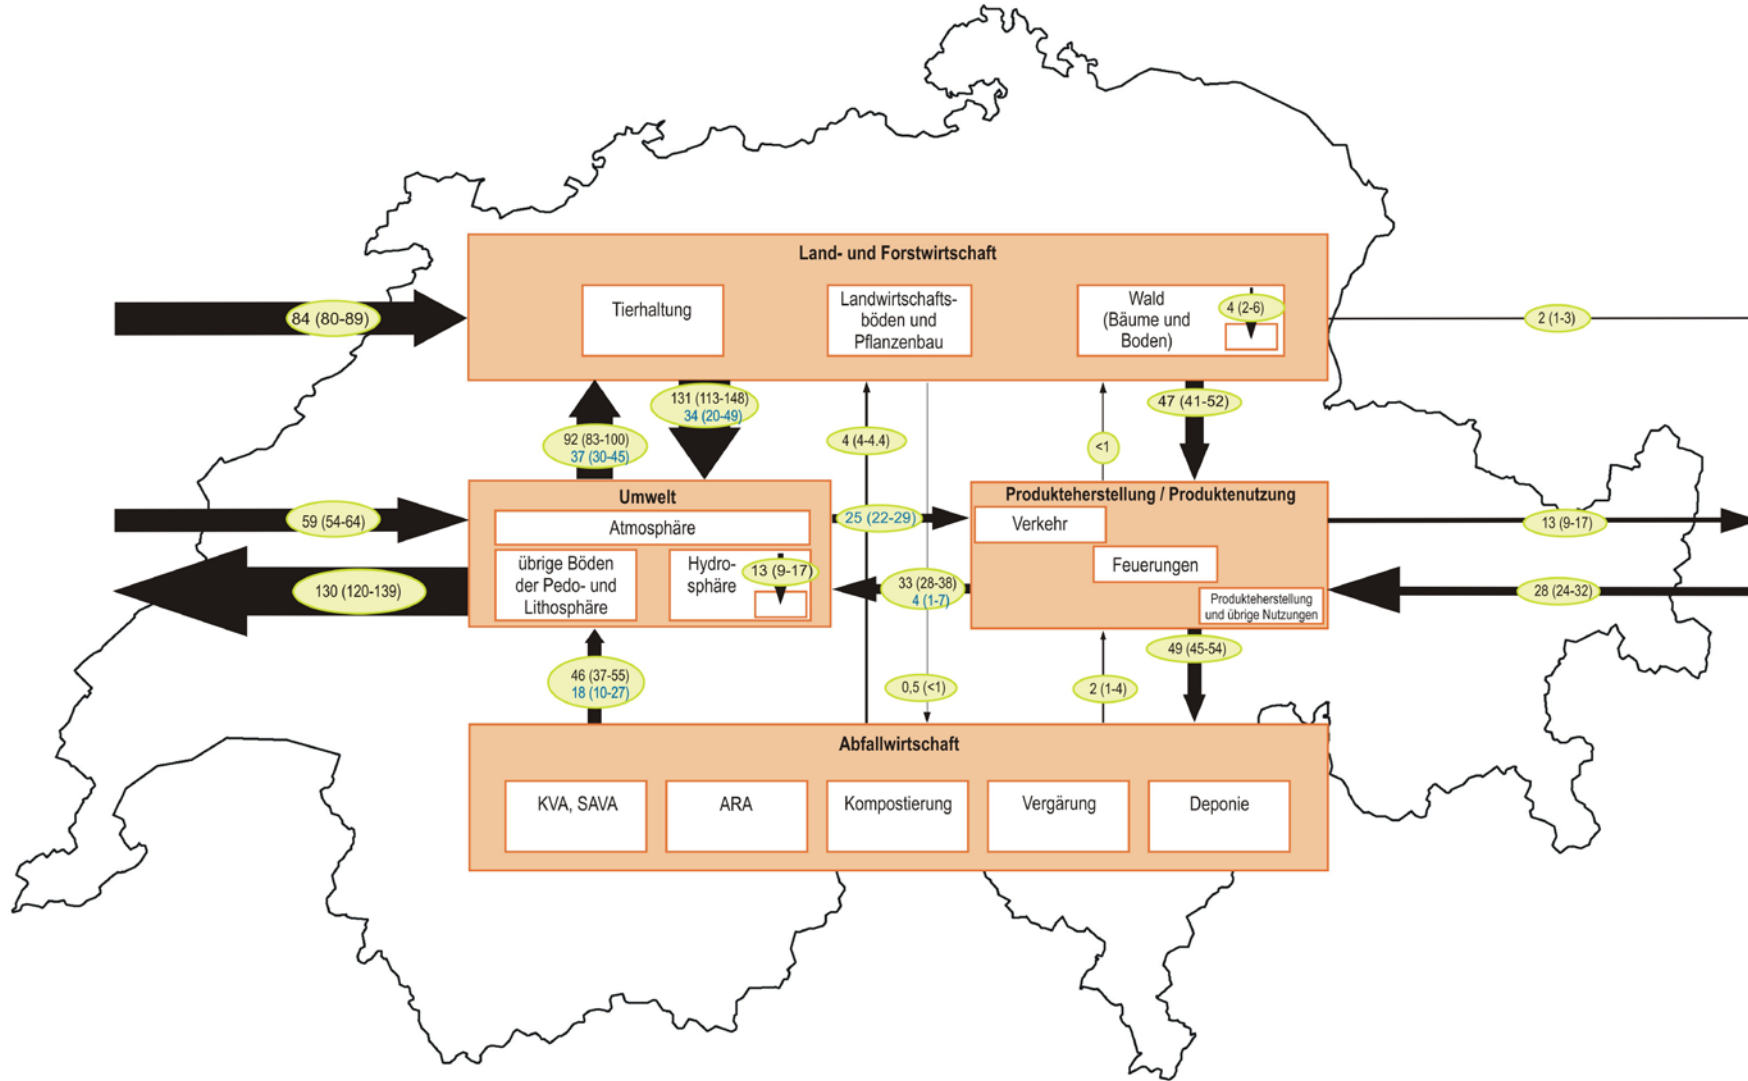 Land- und Forstwirtschaft
84 (80-89)
Tierhaltung
Landwirtschafts-
böden und
Pflanzenbau
Wald
(Bäume und
Boden)
4 (2-6)
2 (1-3)
131 (113-148)
34 (20-49)
92 (83-100)
37 (30-45)
4 (4-4.4)
<1
47 (41-52)
Umwelt
Atmosphäre
übrige Böden
der Pedo- und
Lithosphäre
Hydro-
sphäre
13 (9-17)
59 (54-64)
130 (120-139)
25 (22-29)
33 (28-38)
4 (1-7)
Produkteherstellung / Produktenutzung
Verkehr
Feuerungen
Produkteherstellung
und übrige Nutzungen
13 (9-17)
28 (24-32)
46 (37-55)
18 (10-27)
0,5 (<1)
2 (1-4)
49 (45-54)
Abfallwirtschaft
KVA, SAVA
ARA
Kompostierung
Vergärung
Deponie